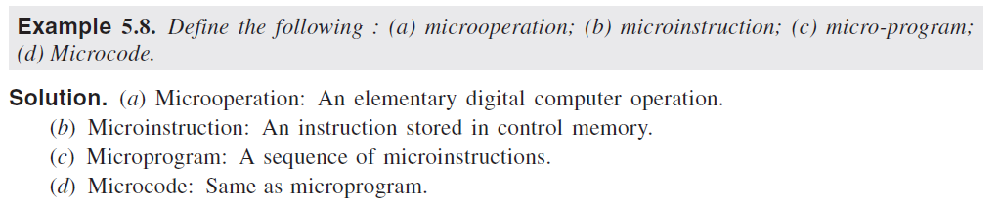 Example 5.8. Define the following : (a) microoperation; (b) microinstruction; (c) micro-program;
(d) Microcode.
Solution. (a) Microoperation: An elementary digital computer operation.
(b) Microinstruction: An instruction stored in control memory.
(c) Microprogram: A sequence of microinstructions.
(d) Microcode: Same as microprogram.